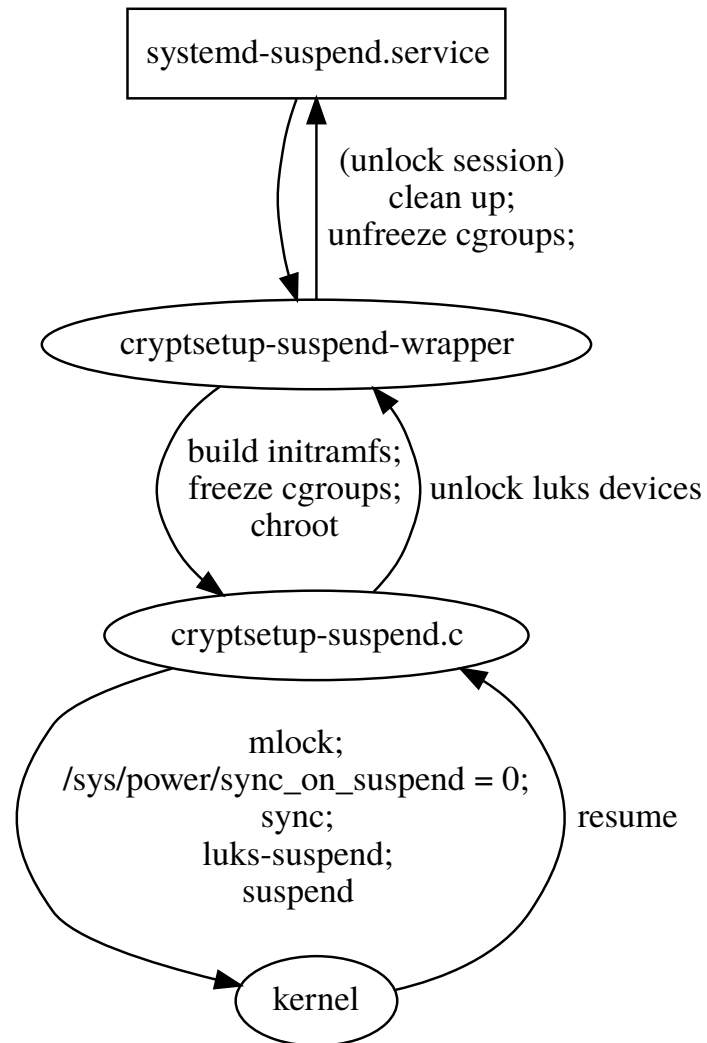 systemd-suspend.service
(unlock session)
clean up;
unfreeze cgroups;
cryptsetup-suspend-wrapper
build initramfs;
freeze cgroups;
chroot
unlock luks devices
cryptsetup-suspend.c
mlock;
/sys/power/sync_on_suspend = 0;
sync;
luks-suspend;
suspend
resume
kernel